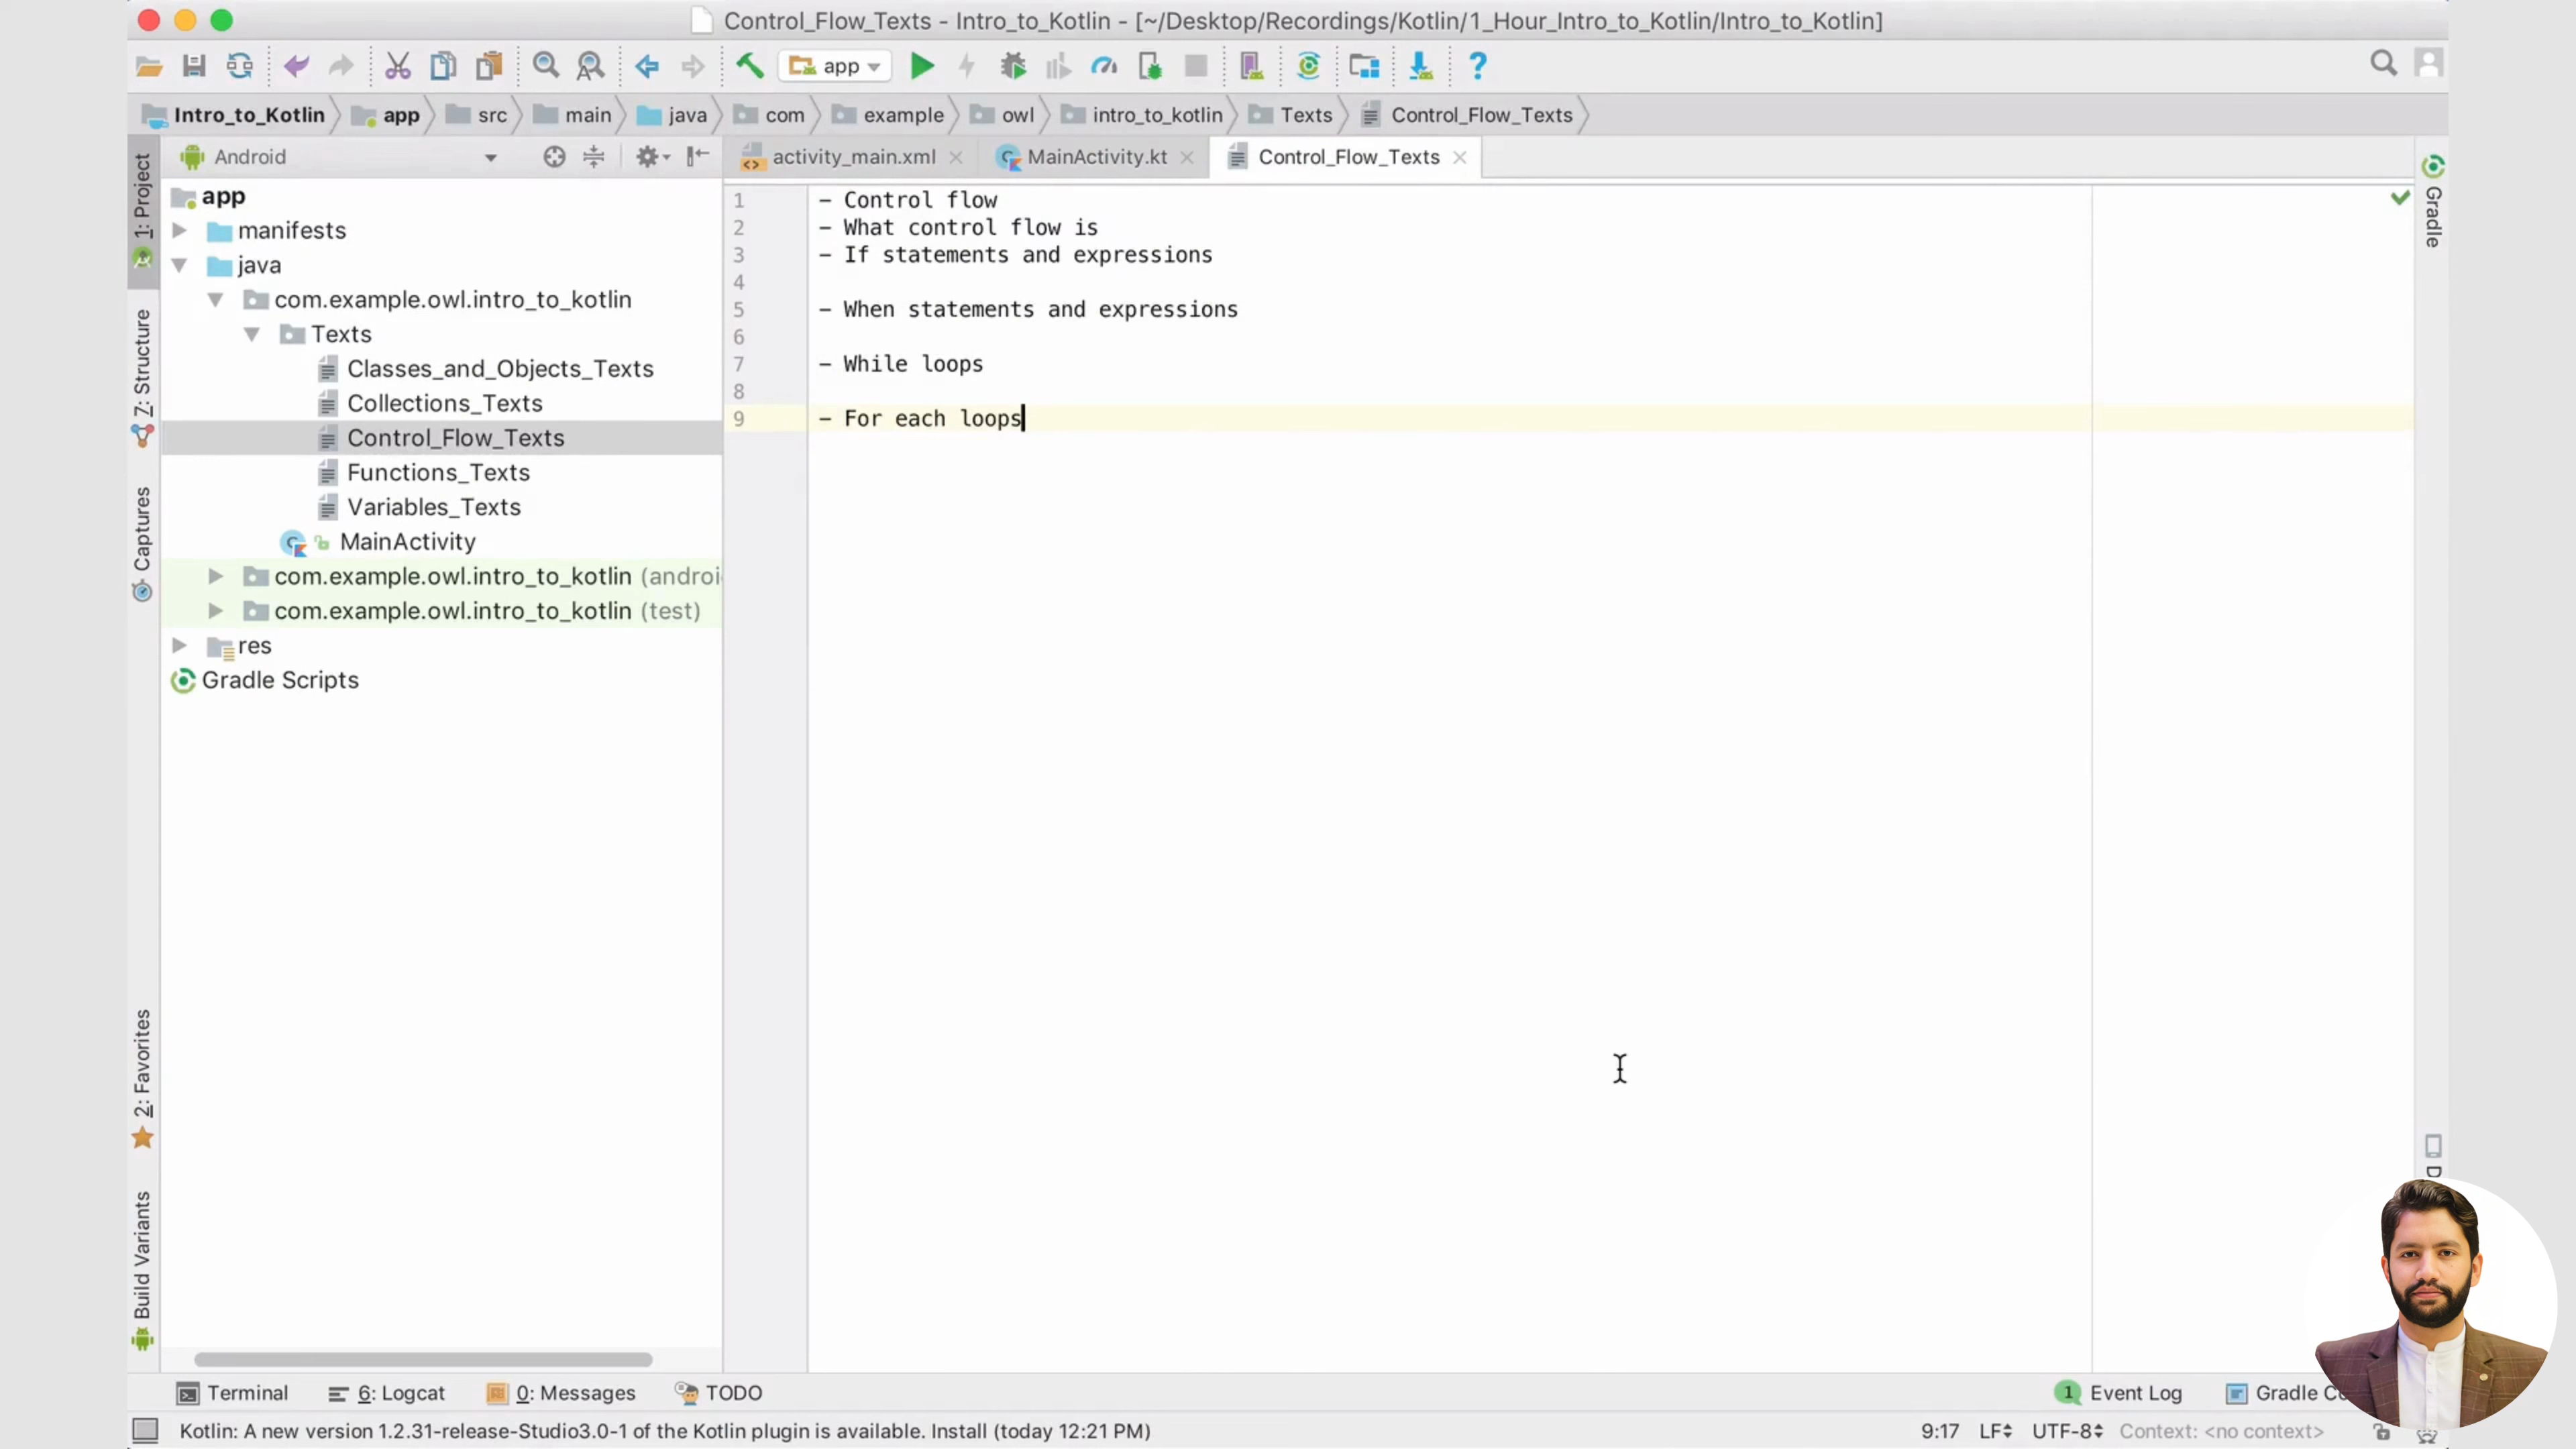 Control_Flow_Texts - Intro_to_Kotlin - [~/Desktop/Recordings/Kotlin/1_Hour_Intro_to_Kotlin/Intro_to_Kotlin]
app
Intro_to_Kotlin app src main java com example owl intro_to_kotlin Texts Control_Flow_Texts
Android
activity_main.xml MainActivity.kt Control_Flow_Texts
app
manifests
java
com.example.owl.intro_to_kotlin
Texts
Classes_and_Objects_Texts
Collections_Texts
Control_Flow_Texts
Functions_Texts
Variables_Texts
MainActivity
com.example.owl.intro_to_kotlin (androi
com.example.owl.intro_to_kotlin (test)
res
Gradle Scripts
1 – Control flow
2 – What control flow is
3 – If statements and expressions
4
5 – When statements and expressions
6
7 – While loops
8
9 – For each loops
1: Project
Z: Structure
Captures
2: Favorites
Build Variants
Gradle
D
Terminal 6: Logcat 0: Messages TODO 1 Event Log Gradle Co
Kotlin: A new version 1.2.31-release-Studio3.0-1 of the Kotlin plugin is available. Install (today 12:21 PM) 9:17 LF UTF-8 Context: <no context>